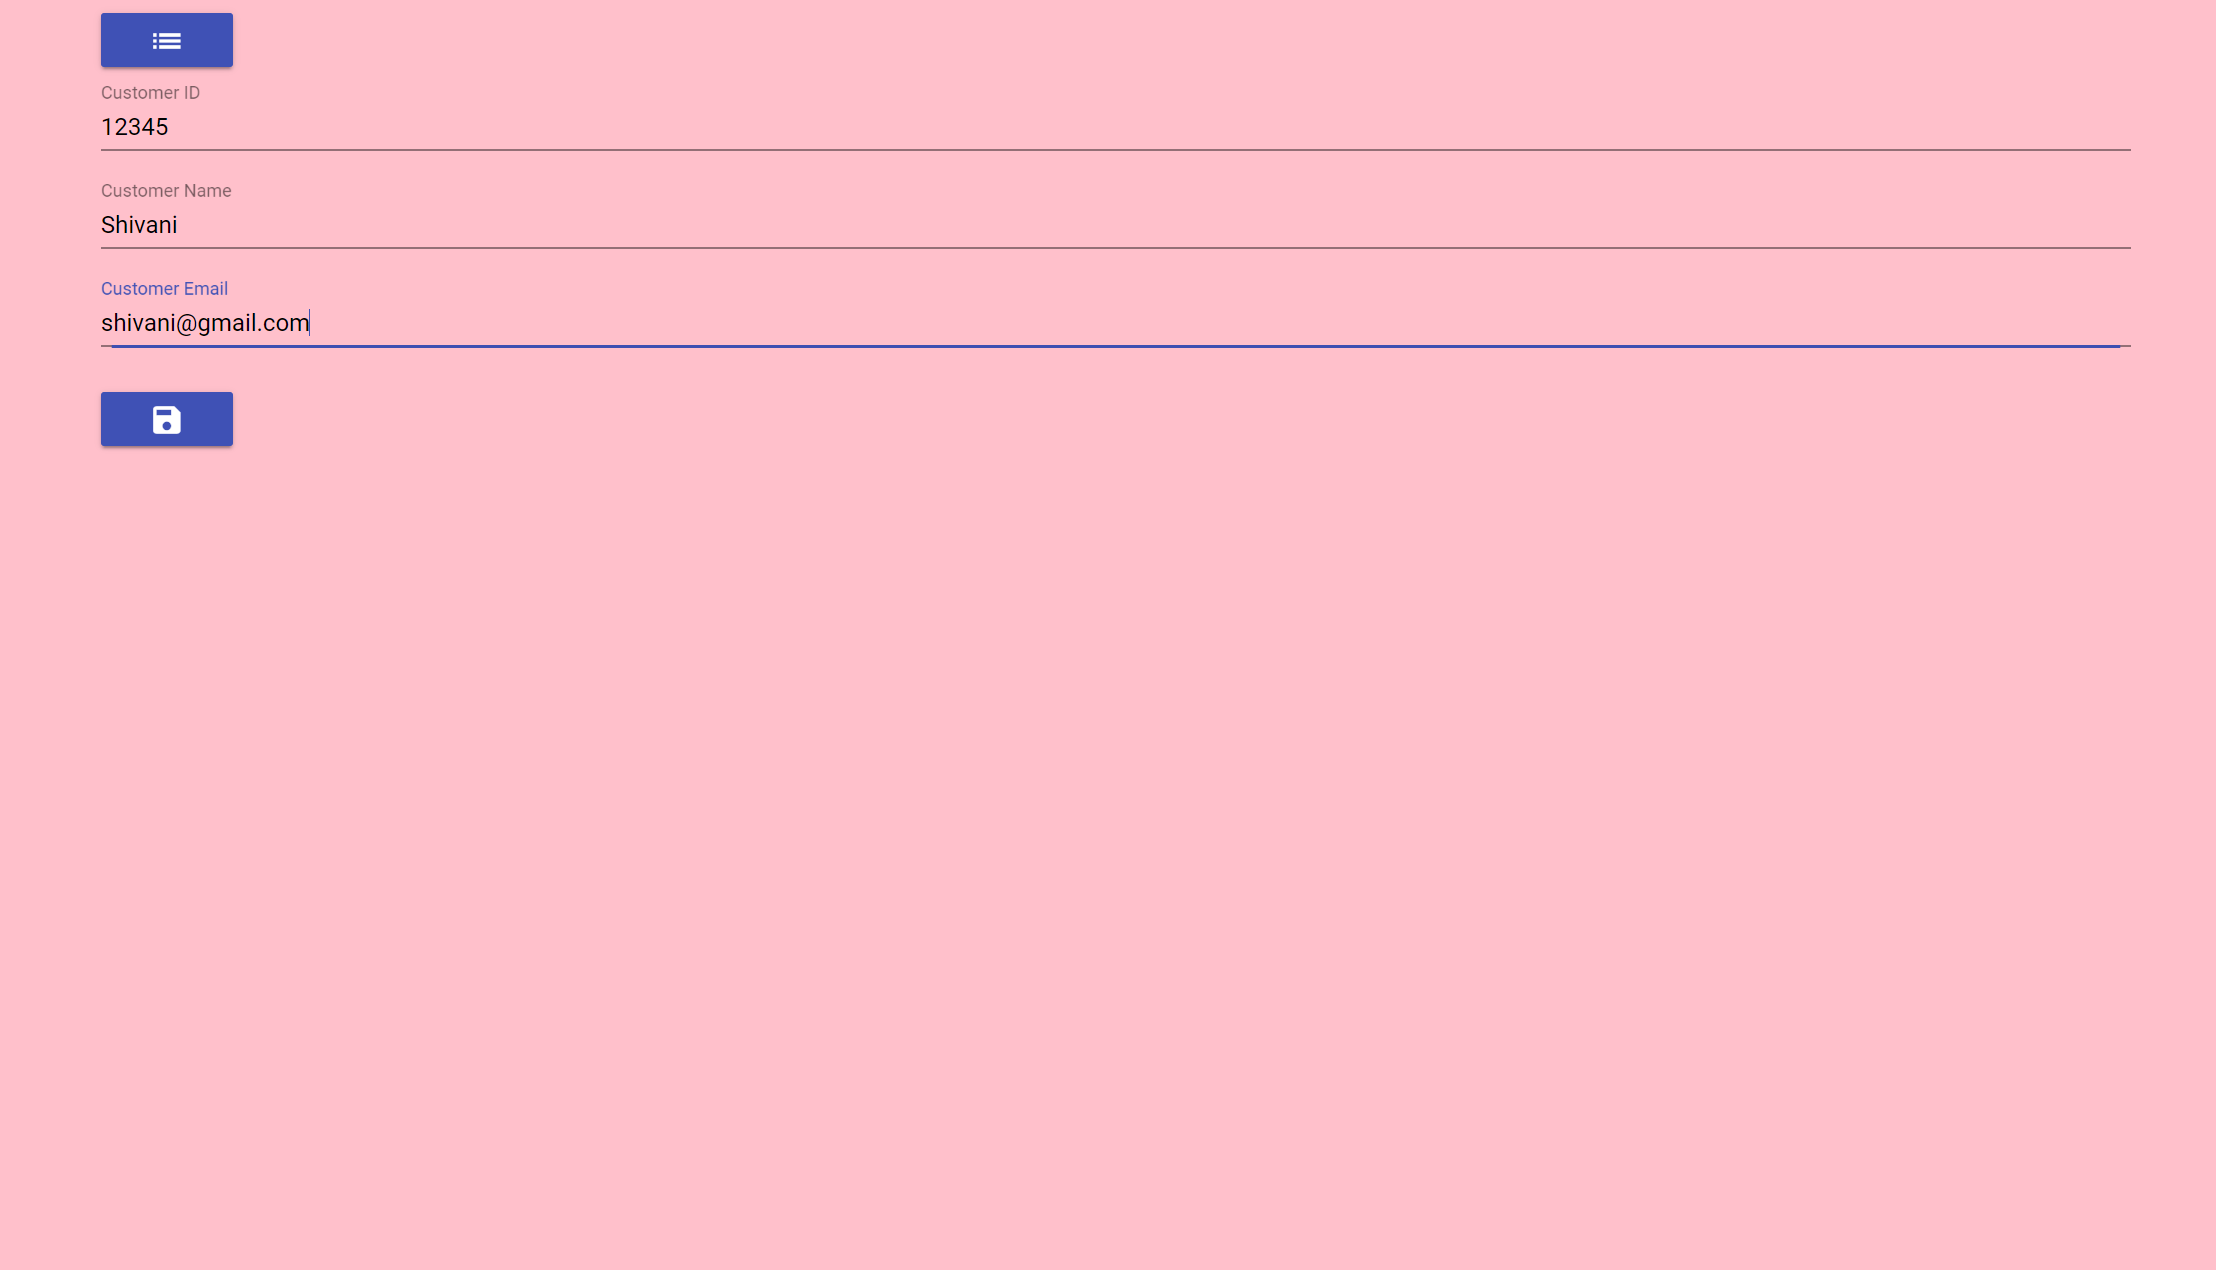 Customer ID
12345
Customer Name
Shivani
Customer Email
shivani@gmail.com